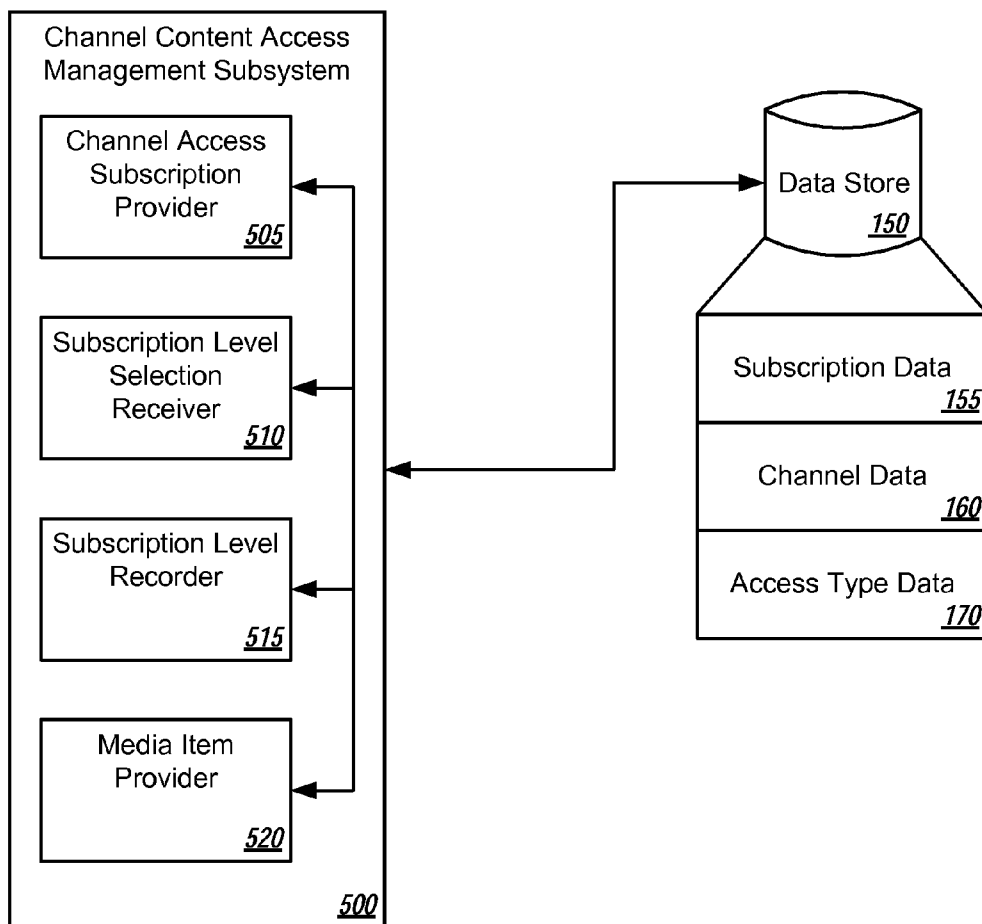 Channel Content Access
Management Subsystem
Channel Access
Subscription
Provider
505
Subscription Level
Selection
Receiver
510
Subscription Level
Recorder
515
Media Item
Provider
520
500
Data Store
150
Subscription Data
155
Channel Data
160
Access Type Data
170